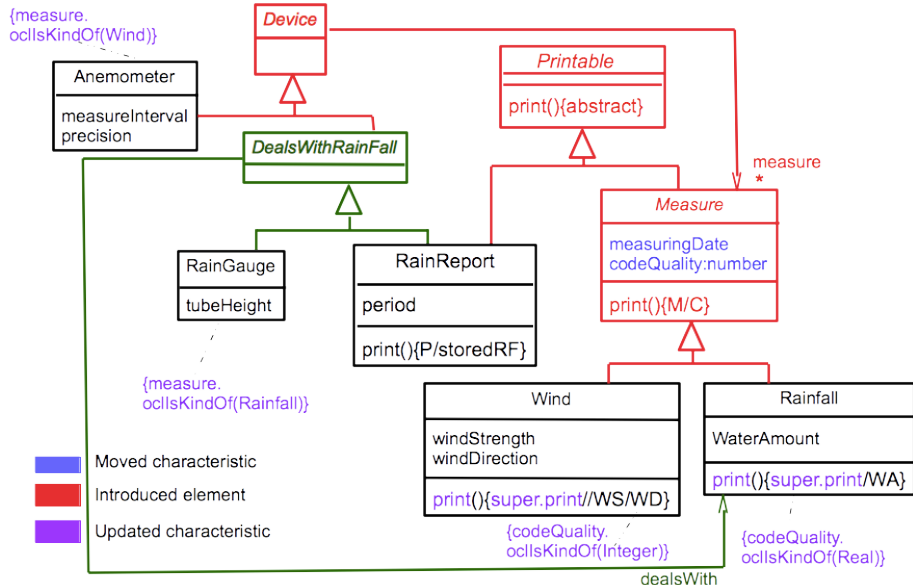 {measure.
oclIsKindOf(Wind)}
Device
Anemometer
measureInterval
precision
Printable
print(){abstract}
DealsWithRainFall
measure
*
Measure
measuringDate
codeQuality:number
print(){M/C}
RainGauge
tubeHeight
RainReport
period
print(){P/storedRF}
{measure.
oclIsKindOf(Rainfall)}
Wind
windStrength
windDirection
print(){super.print//WS/WD}
Rainfall
WaterAmount
print(){super.print/WA}
Moved characteristic
Introduced element
Updated characteristic
{codeQuality.
oclIsKindOf(Integer)}
{codeQuality.
oclIsKindOf(Real)}
dealsWith